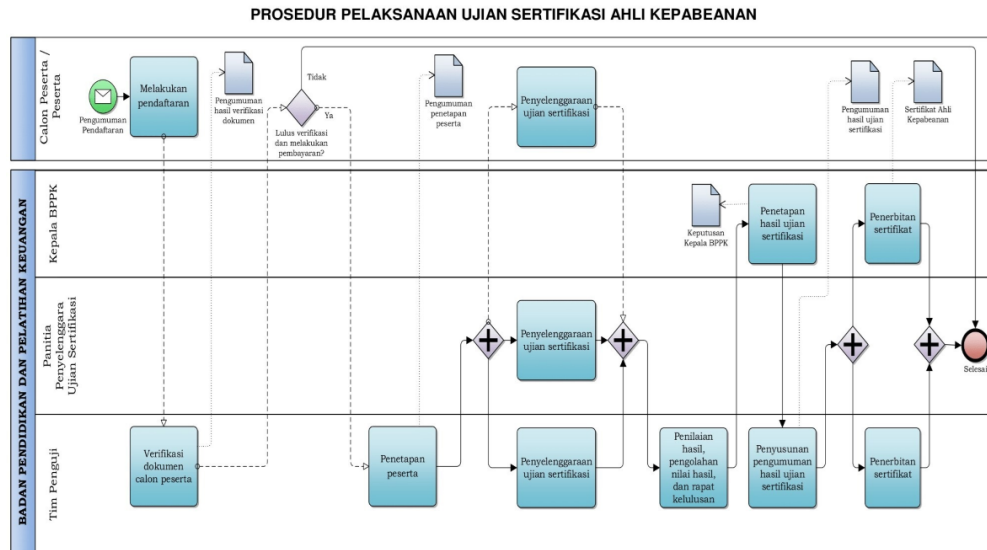 PROSEDUR PELAKSANAAN UJIAN SERTIFIKASI AHLI KEPABEANAN
Calon Peserta /
Peserta
Pengumuman
Pendaftaran
Melakukan
pendaftaran
Pengumuman
hasil verifikasi
dokumen
Tidak
Ya
Lulus verifikasi
dan melakukan
pembayaran?
Pengumuman
penetapan
peserta
Penyelenggaraan
ujian sertifikasi
Pengumuman
hasil ujian
sertifikasi
Sertifikat Ahli
Kepabeanan
BADAN PENDIDIKAN DAN PELATIHAN KEUANGAN
Kepala BPPK
Keputusan
Kepala BPPK
Penetapan
hasil ujian
sertifikasi
Penerbitan
sertifikat
Panitia
Penyelenggara
Ujian Sertifikasi
Penyelenggaraan
ujian sertifikasi
Selesai
Tim Penguji
Verifikasi
dokumen
calon peserta
Penetapan
peserta
Penyelenggaraan
ujian sertifikasi
Penilaian
hasil,
pengolahan
nilai hasil,
dan rapat
kelulusan
Penyusunan
pengumuman
hasil ujian
sertifikasi
Penerbitan
sertifikat